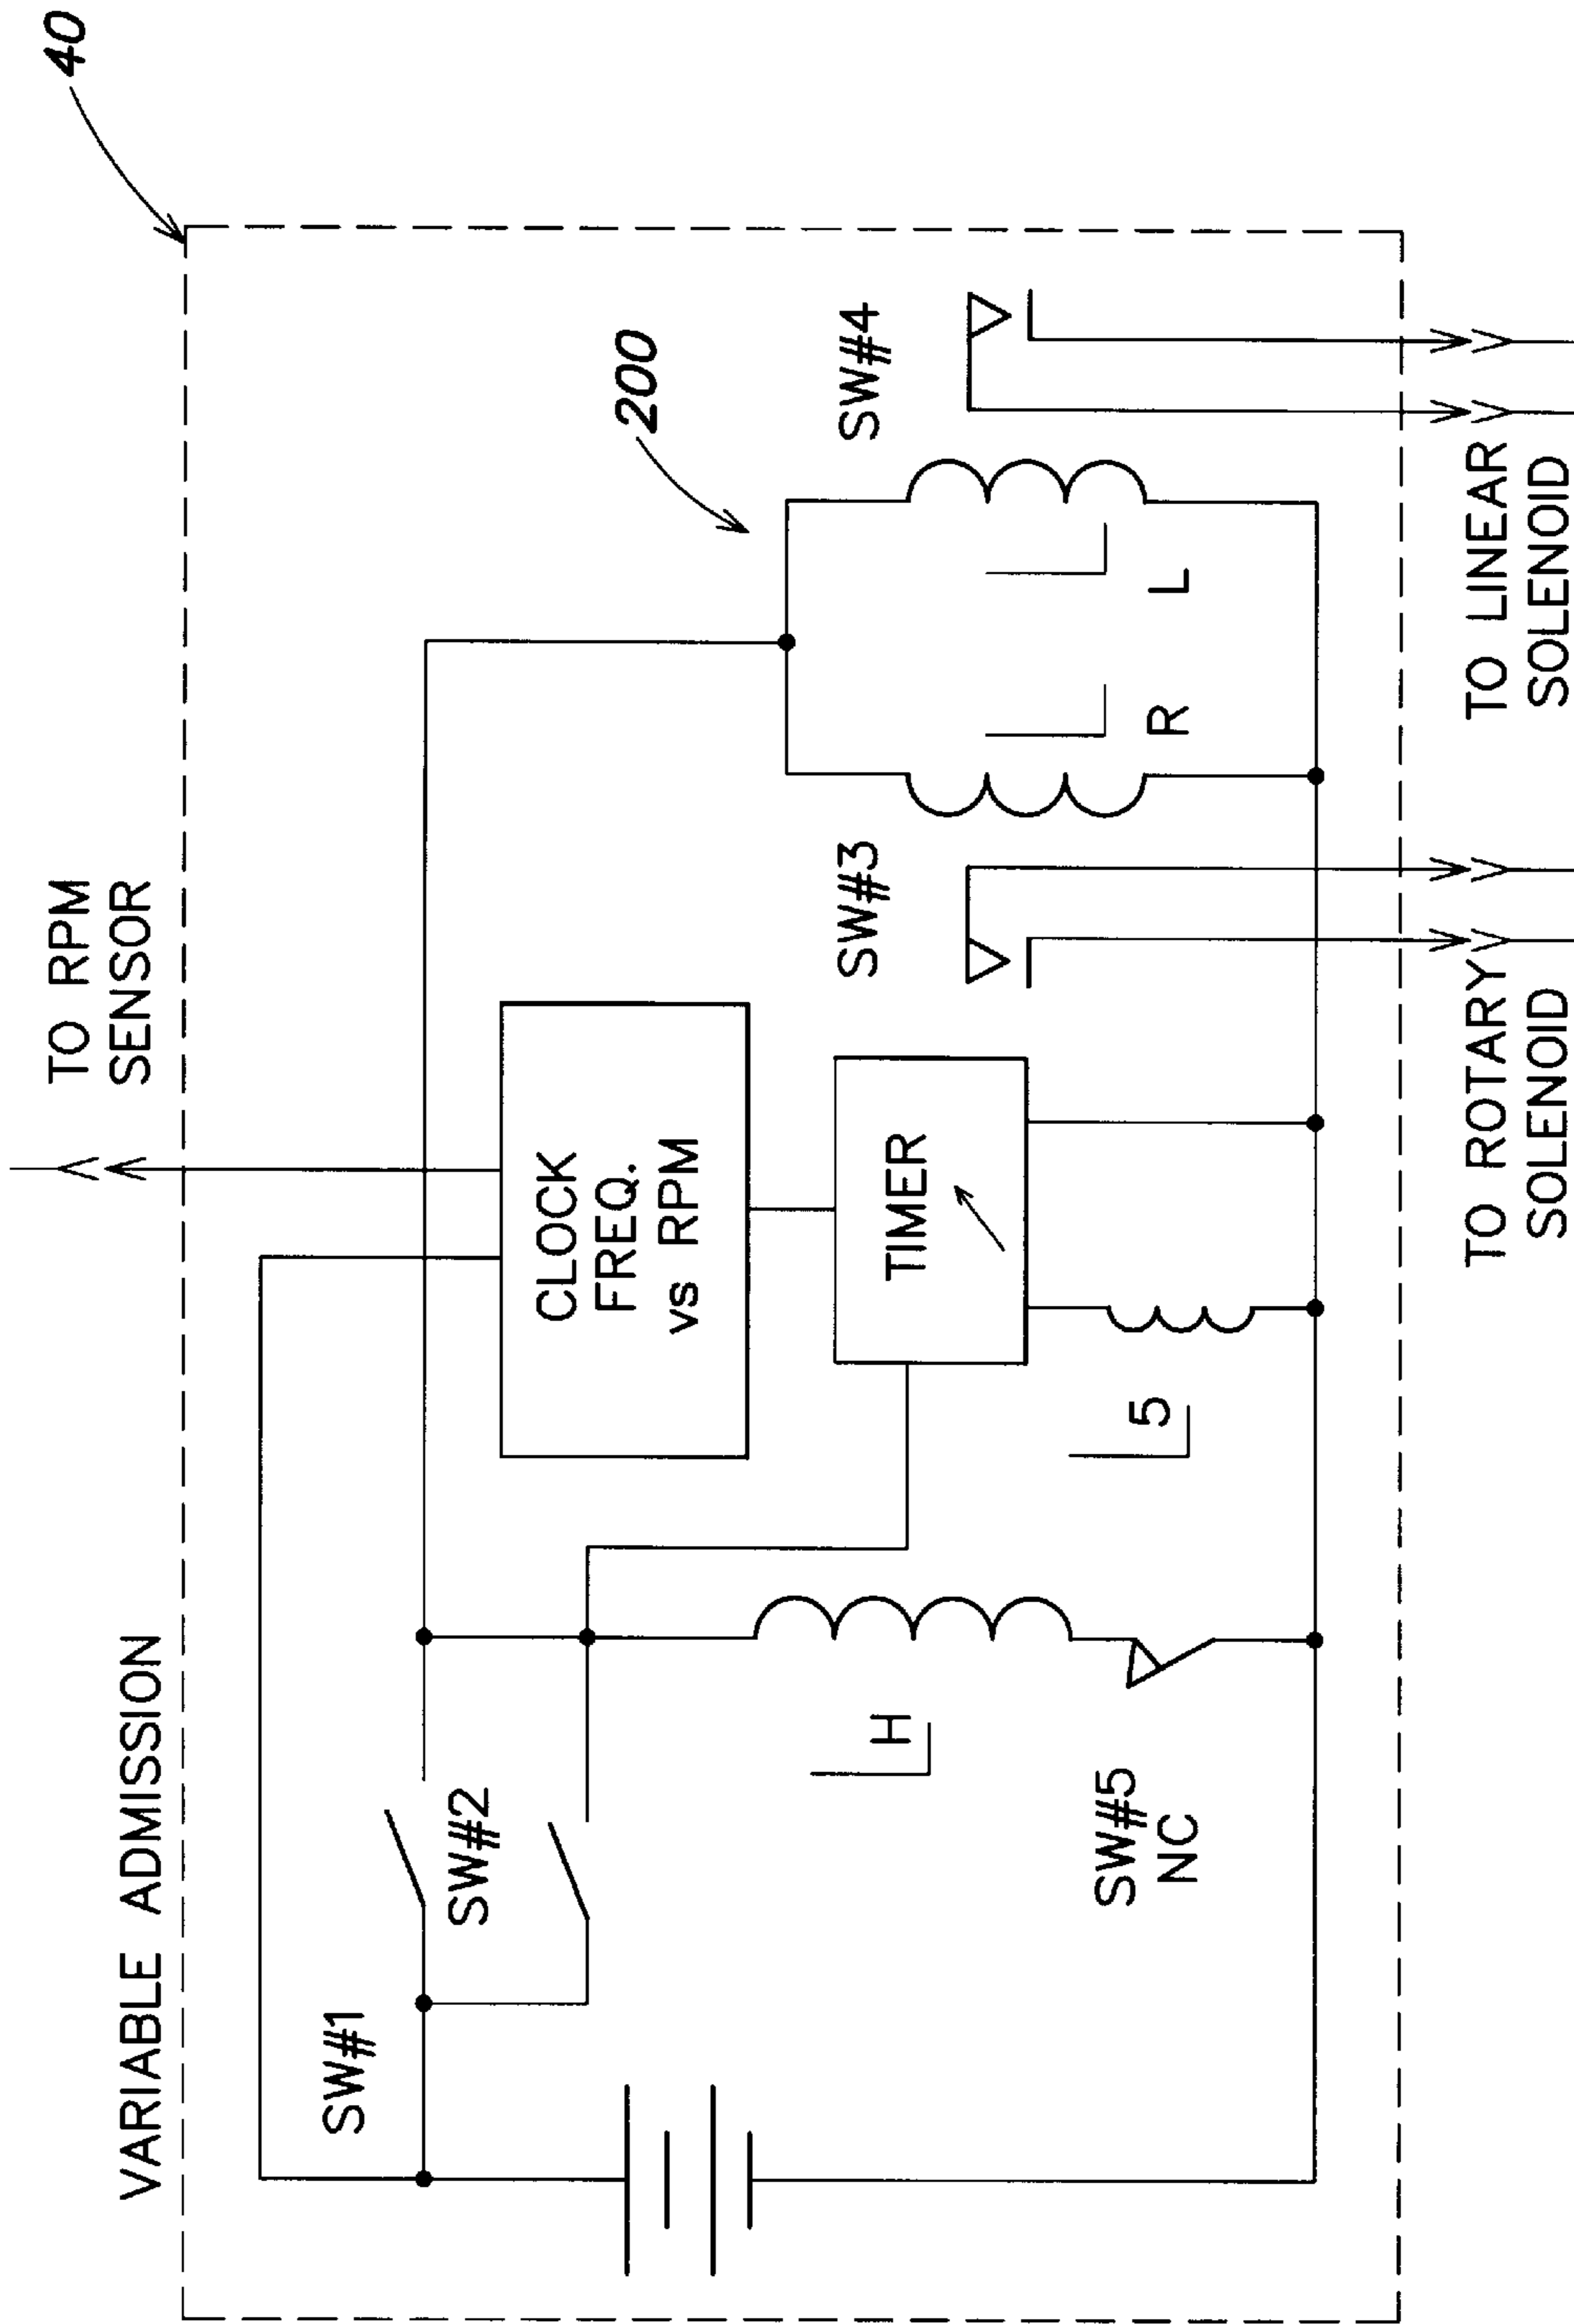 40
VARIABLE ADMISSION
TO RPM
SENSOR
SW#1
SW#2
200
CLOCK
FREQ.
vs RPM
SW#3
SW#4
TIMER
H
5
R
L
SW#5
NC
TO ROTARY
SOLENOID
TO LINEAR
SOLENOID